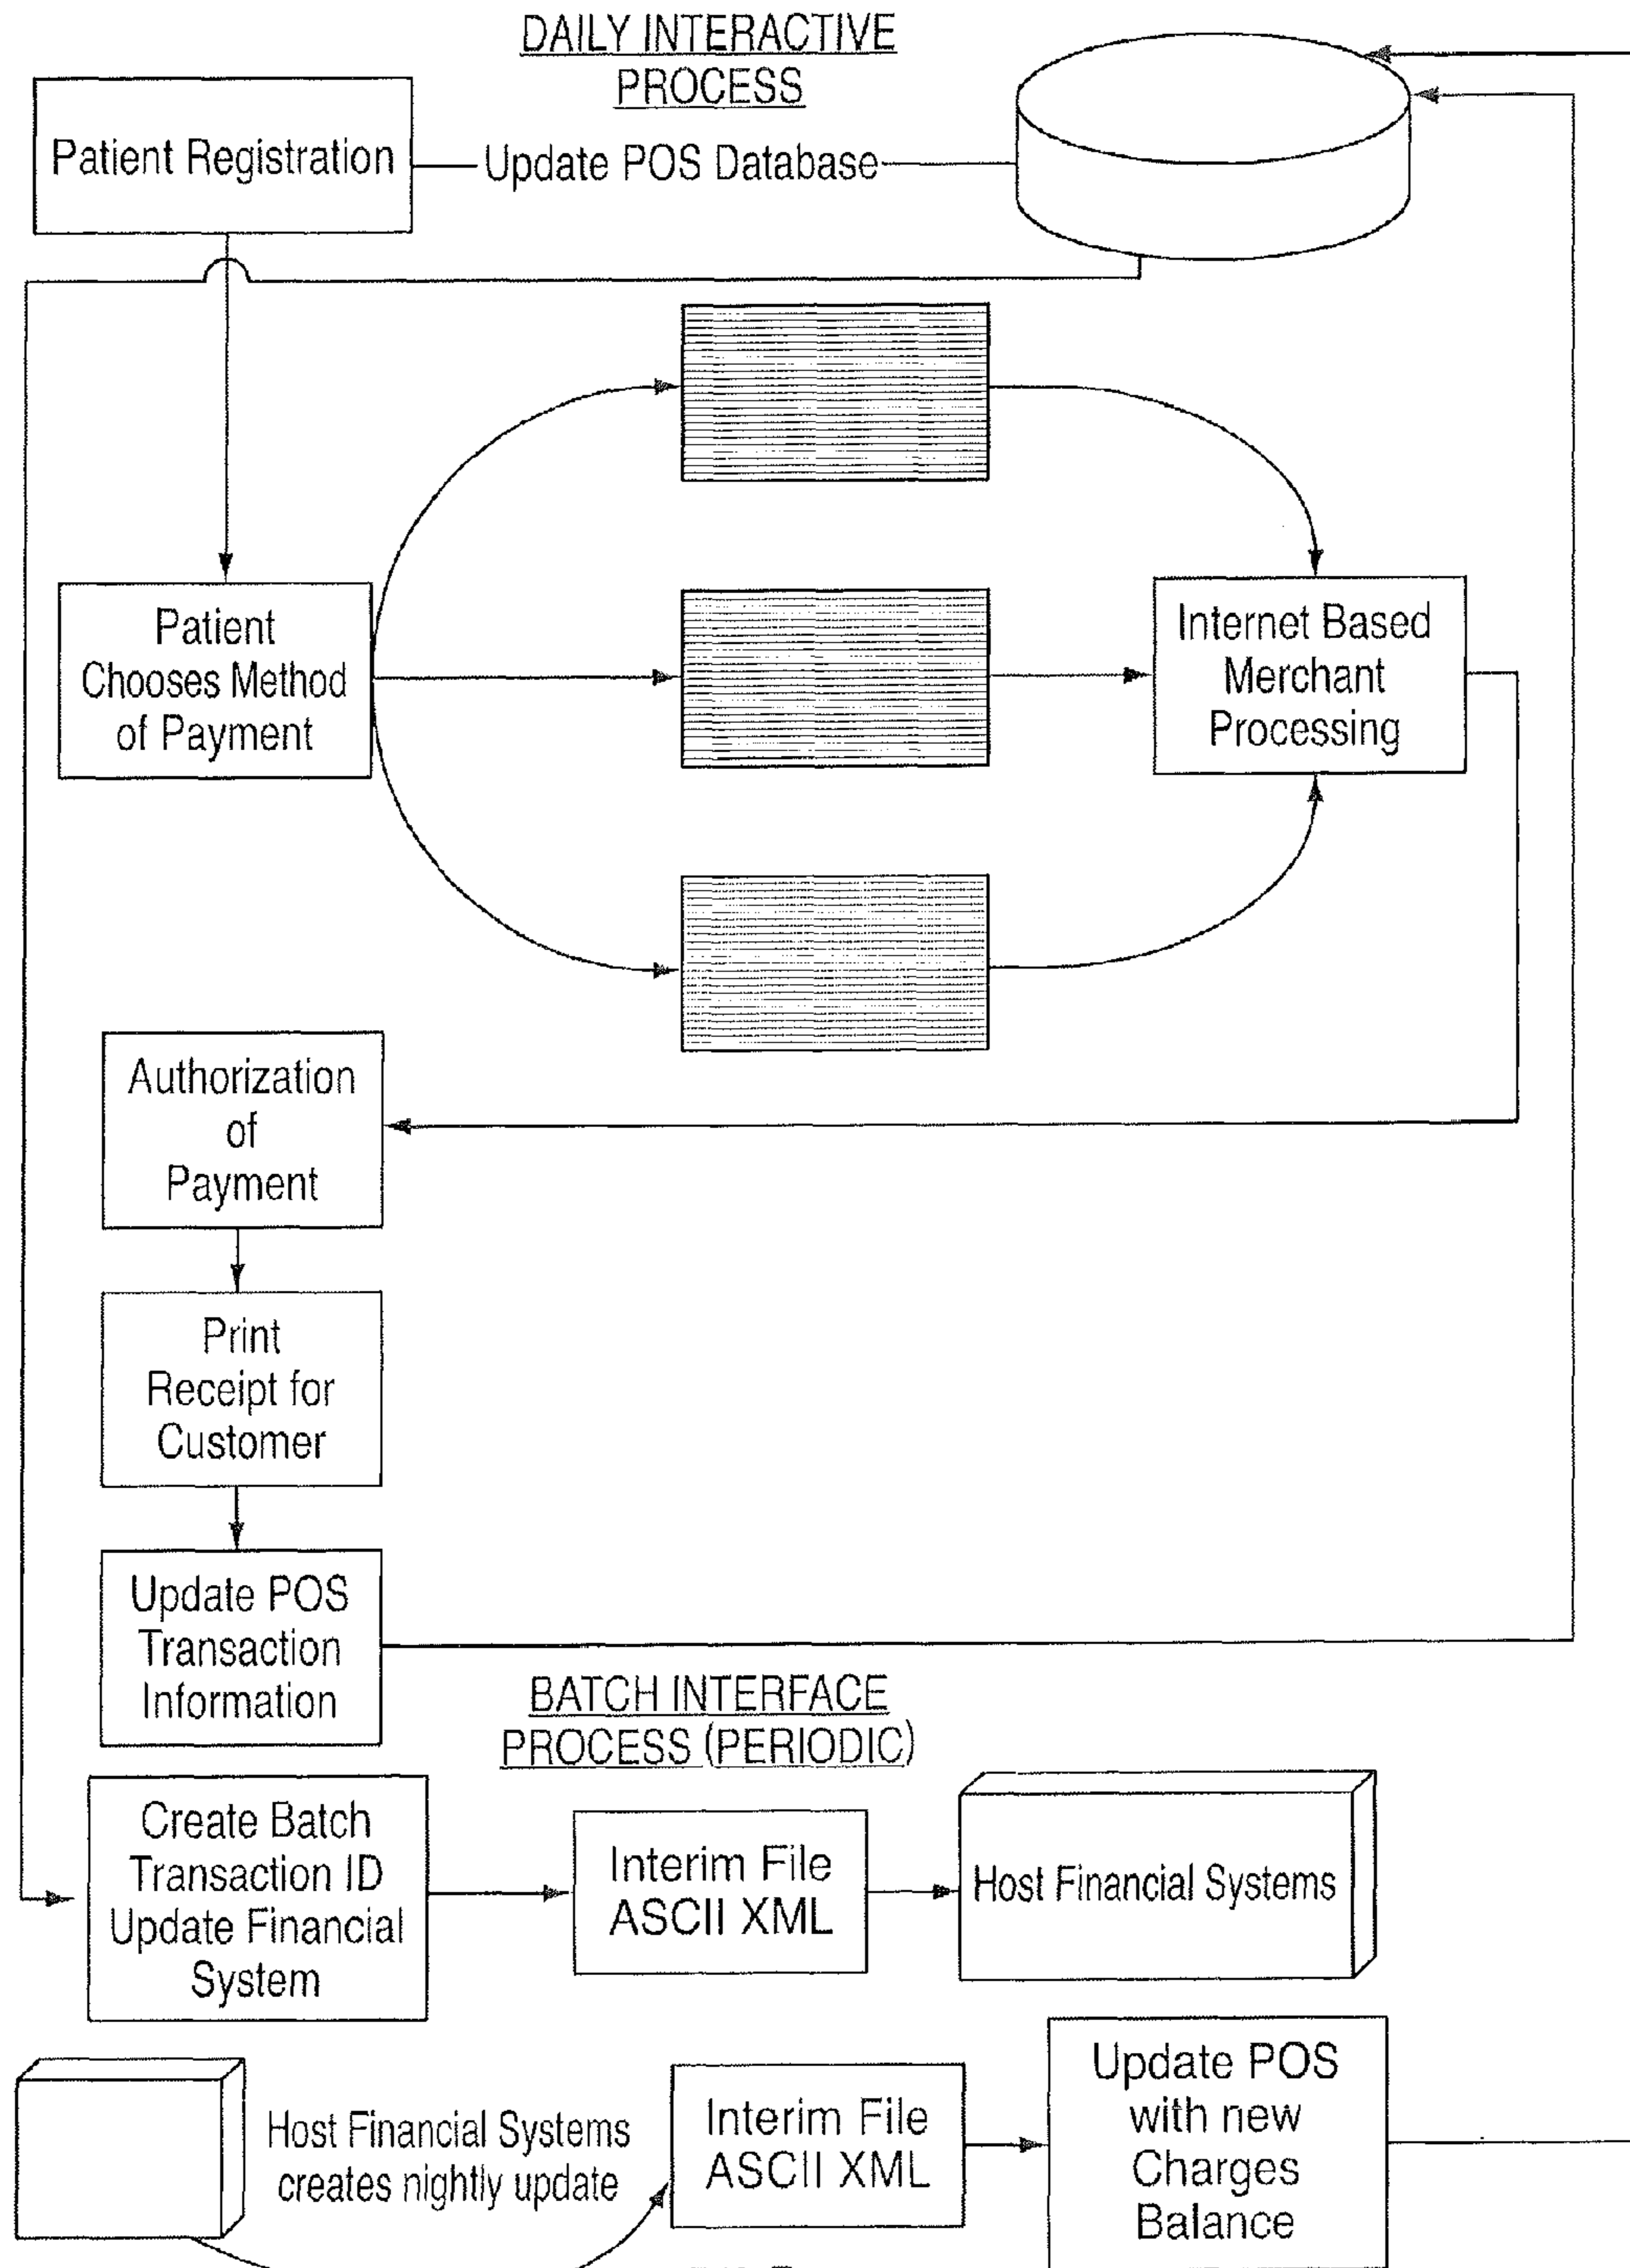 DAILY INTERACTIVE
PROCESS
Patient Registration
Update POS Database
Patient
Chooses Method
of Payment
Internet Based
Merchant
Processing
Authorization
of
Payment
Print
Receipt for
Customer
Update POS
Transaction
Information
BATCH INTERFACE
PROCESS (PERIODIC)
Create Batch
Transaction ID
Update Financial
System
Interim File
ASCII XML
Host Financial Systems
Host Financial Systems
creates nightly update
Interim File
ASCII XML
Update POS
with new
Charges
Balance